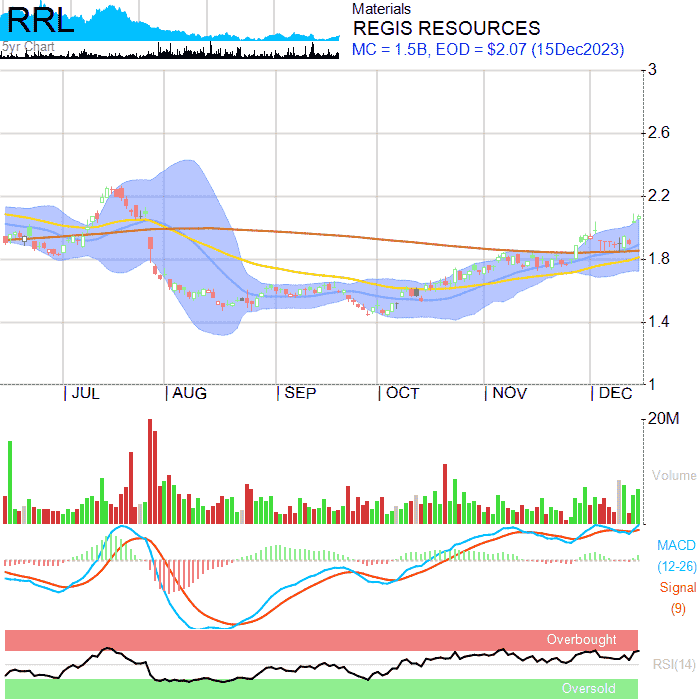 RRL
5yr Chart
Materials
REGIS RESOURCES
MC = 1.5B, EOD = $2.07 (15Dec2023)
3
2.6
2.2
1.8
1.4
1
JUL AUG SEP OCT NOV DEC
20M
Volume
MACD
(12-26)
Signal
(9)
Overbought
RSI(14)
Oversold